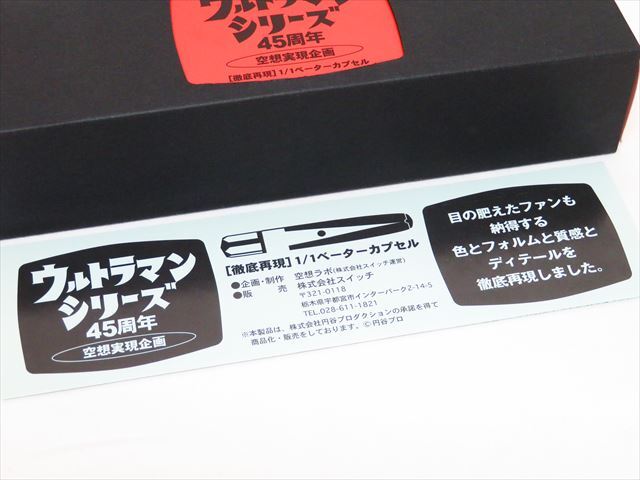 ウルトラマン
シリーズ
45周年
空想実現企画
[徹底再現]1/1ベーターカプセル
ウルトラマン
シリーズ
45周年
空想実現企画
[徹底再現]1/1ベーターカプセル
●企画・制作 空想ラボ(株式会社スイッチ運営)
●販 売 株式会社スイッチ
〒321-0118
栃木県宇都宮市インターパーク2-14-5
TEL.028-611-1821
※本製品は、株式会社円谷プロダクションの承諾を得て
商品化・販売をしております。©円谷プロ
目の肥えたファンも
納得する
色とフォルムと質感と
ディテールを
徹底再現しました。